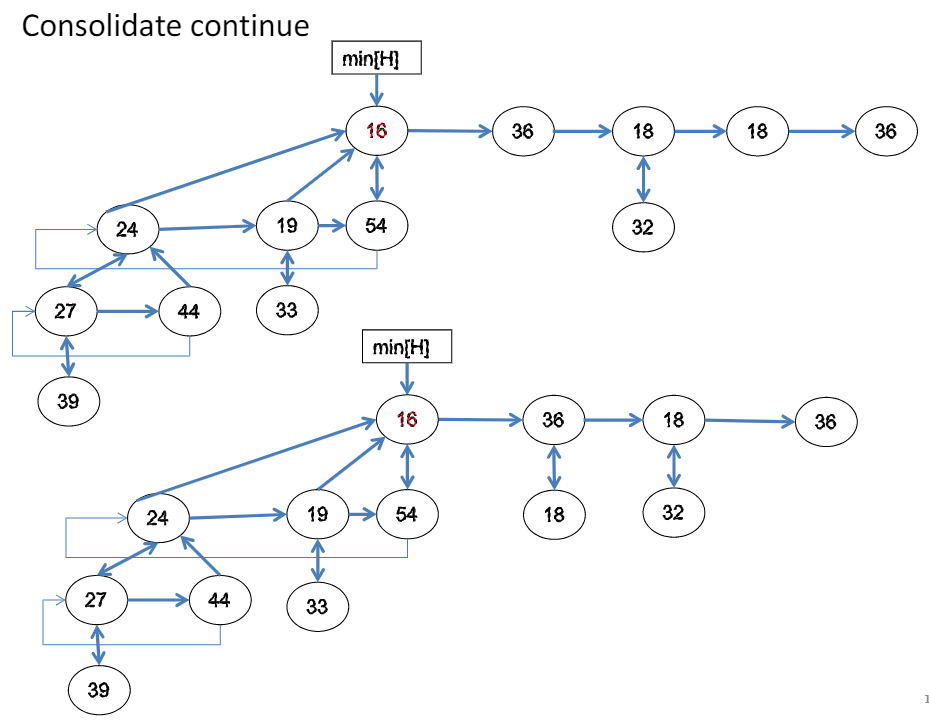 Consolidate continue
min[H]
16 36 18 18 36
24 19 54 32
27 44 33
39
min[H]
16 36 18 36
24 19 54 18 32
27 44 33
39
1